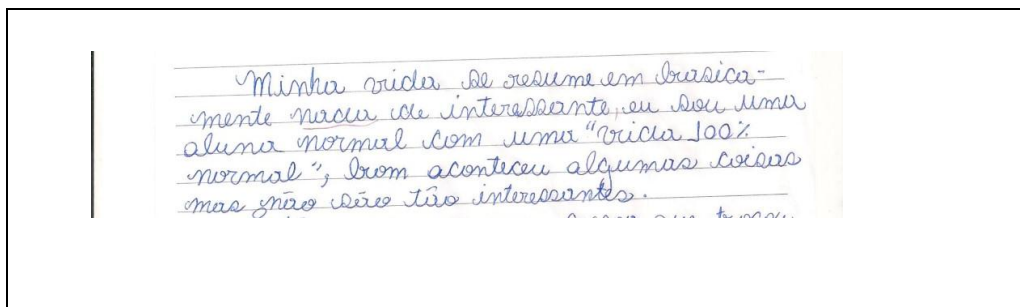 Minha vida se resume em basica-
mente nada de interessante, eu sou uma
aluna normal com uma "vida 100%
normal", bom aconteceu algumas coisas
mas não são tão interessantes.